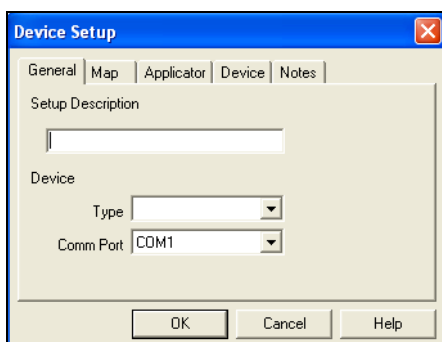 Device Setup
General Map Applicator Device Notes
Setup Description
Device
Type
Comm Port COM1
OK Cancel Help